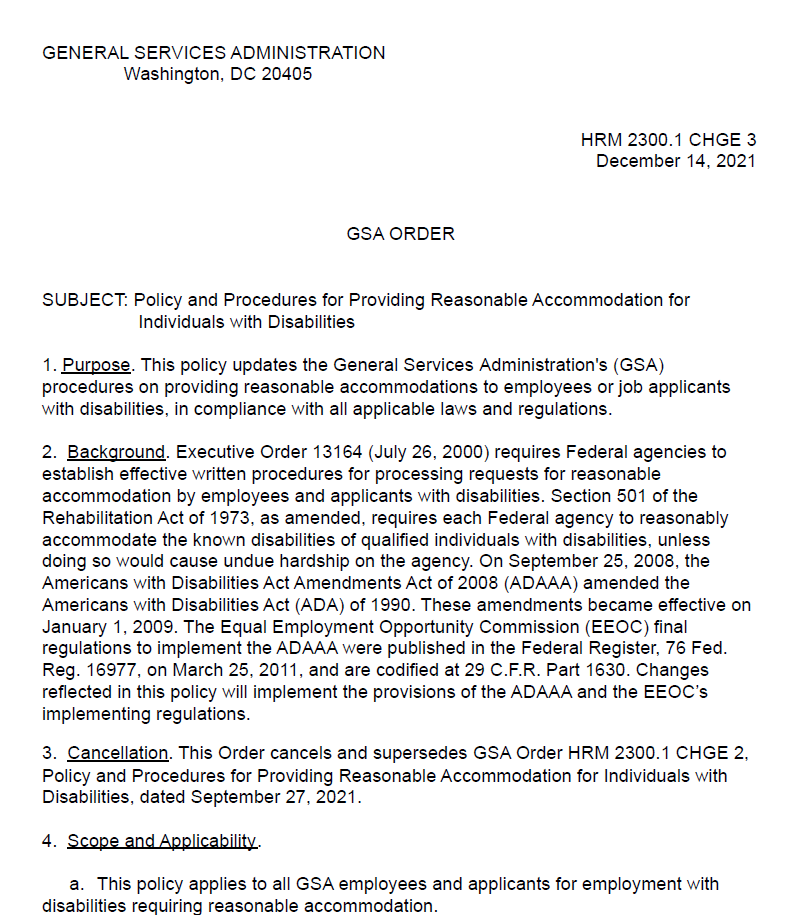 GENERAL SERVICES ADMINISTRATION
Washington, DC 20405
HRM 2300.1 CHGE 3
December 14, 2021
GSA ORDER
SUBJECT: Policy and Procedures for Providing Reasonable Accommodation for
Individuals with Disabilities
1. Purpose. This policy updates the General Services Administration's (GSA)
procedures on providing reasonable accommodations to employees or job applicants
with disabilities, in compliance with all applicable laws and regulations.
2. Background. Executive Order 13164 (July 26, 2000) requires Federal agencies to
establish effective written procedures for processing requests for reasonable
accommodation by employees and applicants with disabilities. Section 501 of the
Rehabilitation Act of 1973, as amended, requires each Federal agency to reasonably
accommodate the known disabilities of qualified individuals with disabilities, unless
doing so would cause undue hardship on the agency. On September 25, 2008, the
Americans with Disabilities Act Amendments Act of 2008 (ADAAA) amended the
Americans with Disabilities Act (ADA) of 1990. These amendments became effective on
January 1, 2009. The Equal Employment Opportunity Commission (EEOC) final
regulations to implement the ADAAA were published in the Federal Register, 76 Fed.
Reg. 16977, on March 25, 2011, and are codified at 29 C.F.R. Part 1630. Changes
reflected in this policy will implement the provisions of the ADAAA and the EEOC's
implementing regulations.
3. Cancellation. This Order cancels and supersedes GSA Order HRM 2300.1 CHGE 2,
Policy and Procedures for Providing Reasonable Accommodation for Individuals with
Disabilities, dated September 27, 2021.
4. Scope and Applicability.
a. This policy applies to all GSA employees and applicants for employment with
disabilities requiring reasonable accommodation.